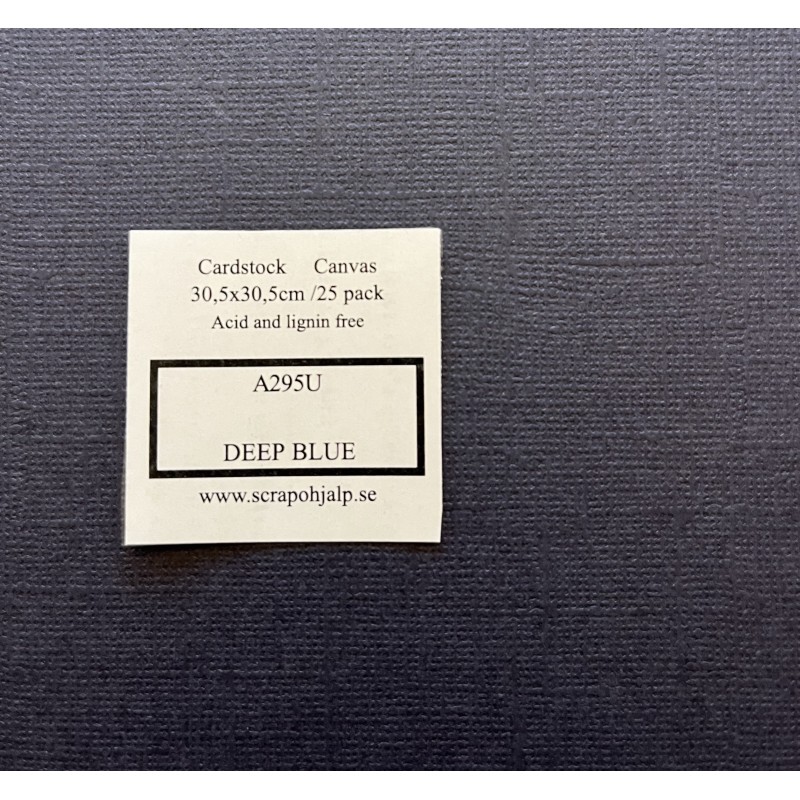 Cardstock Canvas
30,5x30,5cm /25 pack
Acid and lignin free
A295U
DEEP BLUE
www.scrapohjalp.se